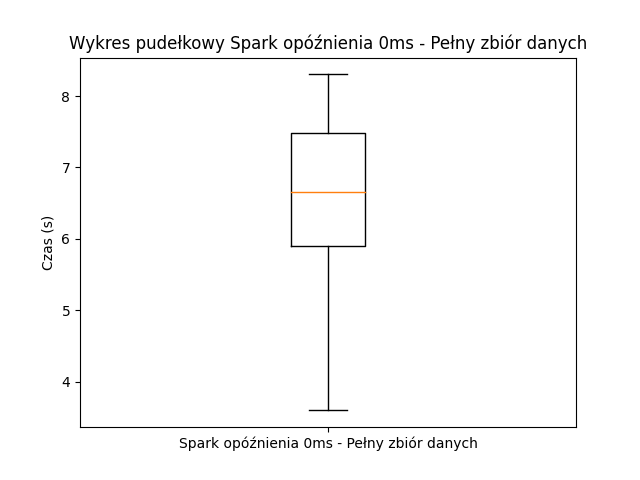 Wykres pudełkowy Spark opóźnienia 0ms - Pełny zbiór danych
8
7
6
5
4
Czas (s)
Spark opóźnienia 0ms - Pełny zbiór danych